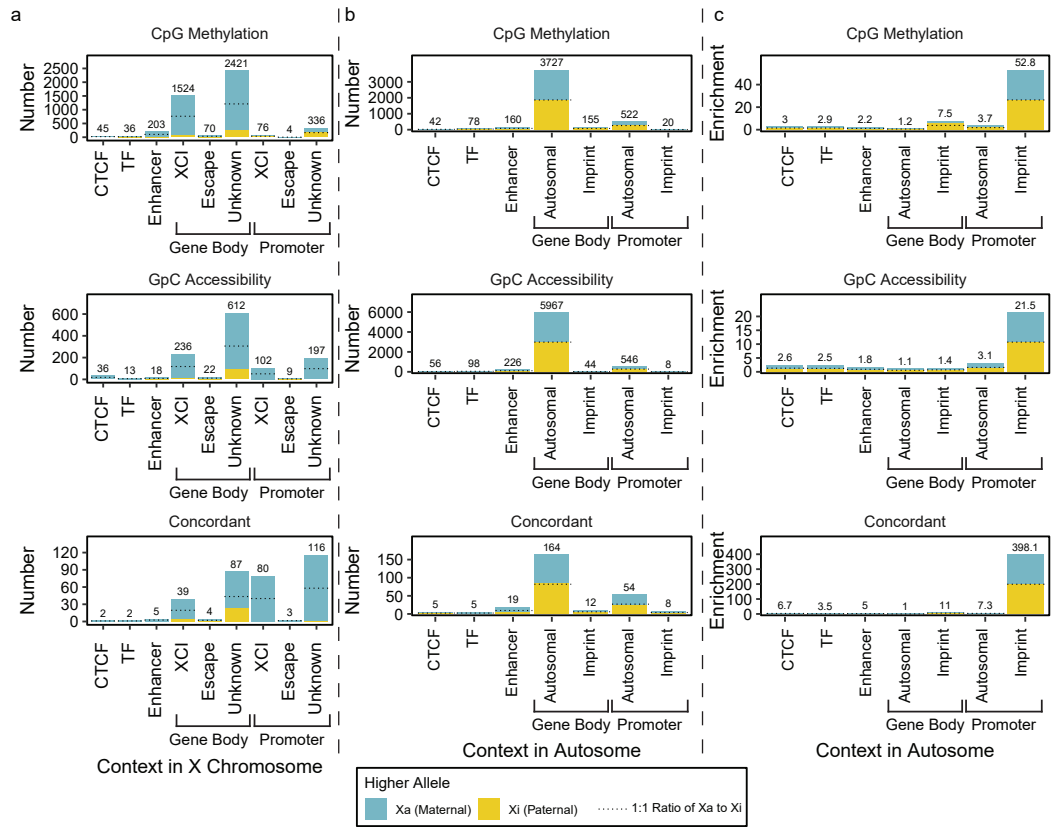 a
CpG Methylation
Number
2500
2000
1500
1000
500
0
45 36 203 1524 70 2421 76 4 336
CTCF TF Enhancer XCI Escape Unknown XCI Escape Unknown
Gene Body Promoter
GpC Accessibility
Number
600
400
200
0
36 13 18 236 22 612 102 9 197
CTCF TF Enhancer XCI Escape Unknown XCI Escape Unknown
Gene Body Promoter
Concordant
Number
120
90
60
30
0
2 2 5 39 4 87 80 3 116
CTCF TF Enhancer XCI Escape Unknown XCI Escape Unknown
Gene Body Promoter
Context in X Chromosome
b
CpG Methylation
Number
3000
2000
1000
0
42 78 160 3727 155 522 20
CTCF TF Enhancer Autosomal Imprint Autosomal Imprint
Gene Body Promoter
GpC Accessibility
Number
6000
4000
2000
0
56 98 226 5967 44 546 8
CTCF TF Enhancer Autosomal Imprint Autosomal Imprint
Gene Body Promoter
Concordant
Number
150
100
50
0
5 5 19 164 12 54 8
CTCF TF Enhancer Autosomal Imprint Autosomal Imprint
Gene Body Promoter
Context in Autosome
c
CpG Methylation
Enrichment
40
20
0
3 2.9 2.2 1.2 7.5 3.7 52.8
CTCF TF Enhancer Autosomal Imprint Autosomal Imprint
Gene Body Promoter
GpC Accessibility
Enrichment
20
15
10
5
0
2.6 2.5 1.8 1.1 1.4 3.1 21.5
CTCF TF Enhancer Autosomal Imprint Autosomal Imprint
Gene Body Promoter
Concordant
Enrichment
400
300
200
100
0
6.7 3.5 5 1 11 7.3 398.1
CTCF TF Enhancer Autosomal Imprint Autosomal Imprint
Gene Body Promoter
Context in Autosome
Higher Allele
Xa (Maternal) Xi (Paternal) 1:1 Ratio of Xa to Xi